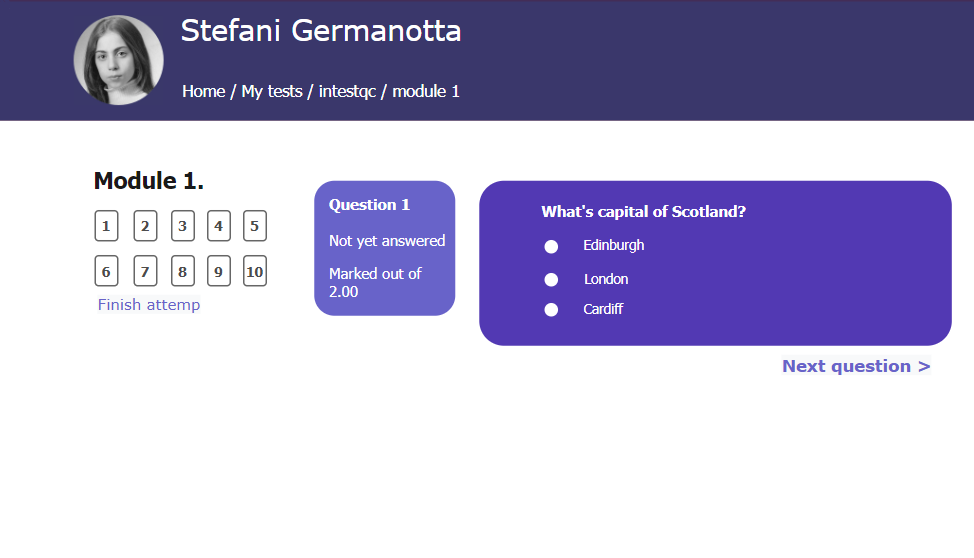 Stefani Germanotta
Home / My tests / intestqc / module 1
Module 1.
1 2 3 4 5
6 7 8 9 10
Finish attemp
Question 1
Not yet answered
Marked out of
2.00
What's capital of Scotland?
Edinburgh
London
Cardiff
Next question >